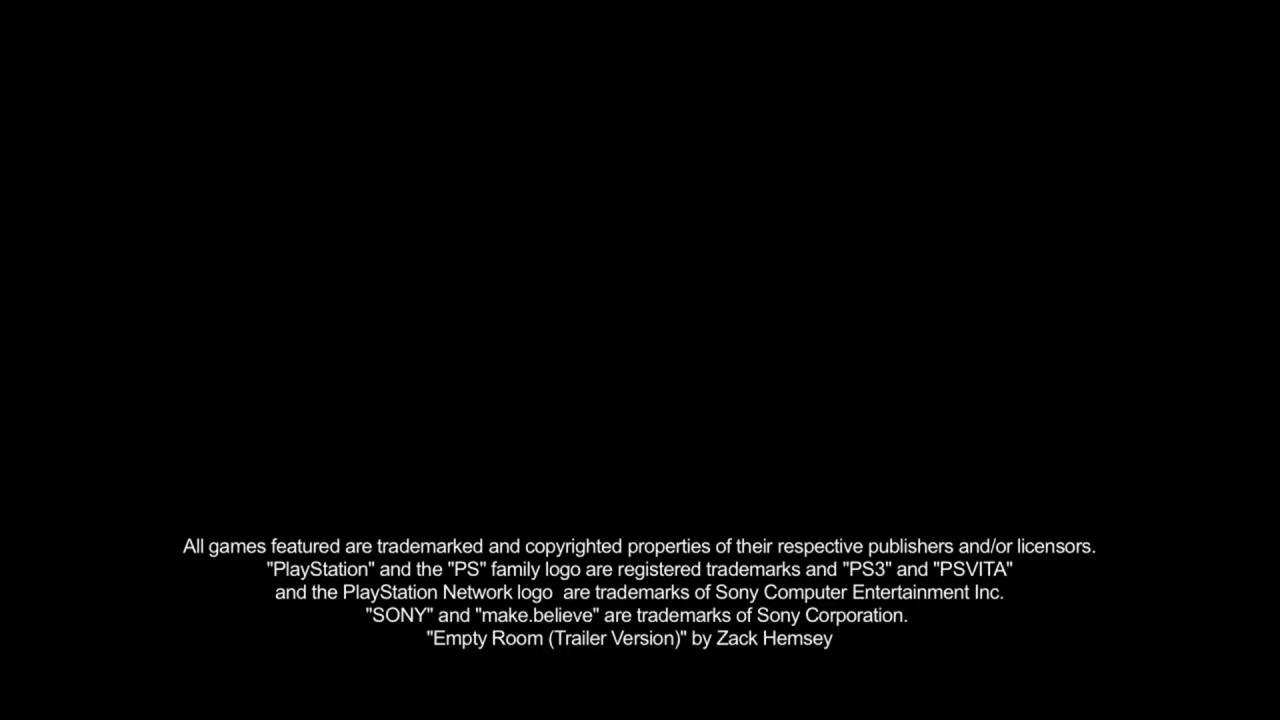 All games featured are trademarked and copyrighted properties of their respective publishers and/or licensors.
"PlayStation" and the "PS" family logo are registered trademarks and "PS3" and "PSVITA"
and the PlayStation Network logo  are trademarks of Sony Computer Entertainment Inc.
"SONY" and "make.believe" are trademarks of Sony Corporation.
"Empty Room (Trailer Version)" by Zack Hemsey